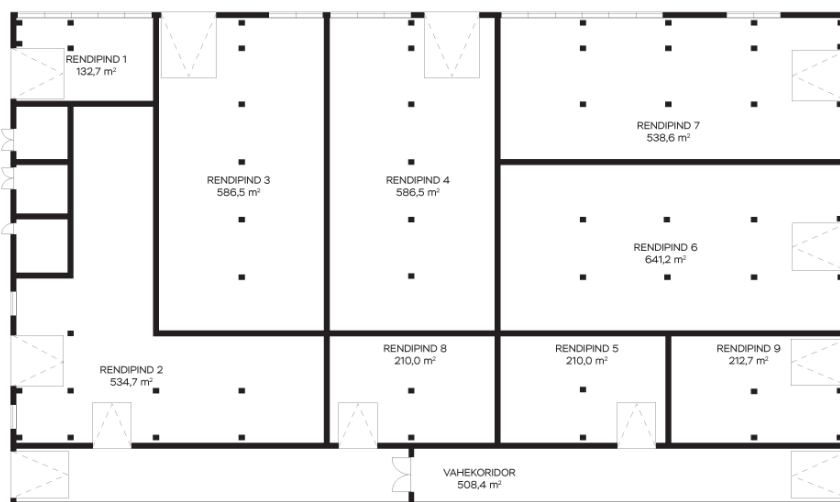 RENDIPIND 1
132,7 m²
RENDIPIND 3
586,5 m²
RENDIPIND 4
586,5 m²
RENDIPIND 7
538,6 m²
RENDIPIND 6
641,2 m²
RENDIPIND 2
534,7 m²
RENDIPIND 8
210,0 m²
RENDIPIND 5
210,0 m²
RENDIPIND 9
212,7 m²
VAHEKORIDOR
508,4 m²